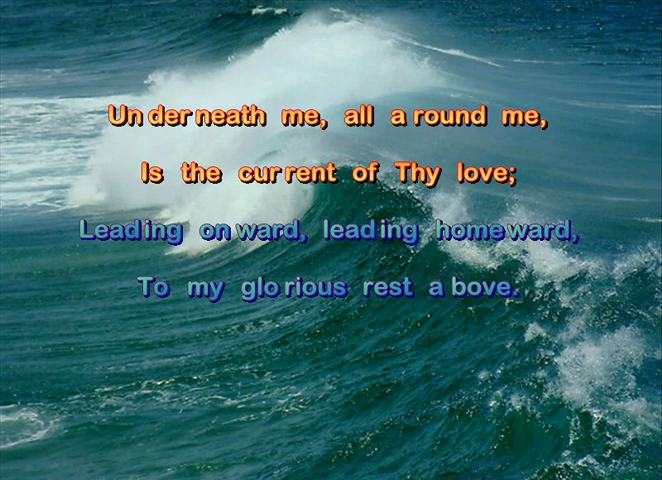 Un der neath me, all a round me,
Is the cur rent of Thy love;
Lead ing on ward, lead ing home ward,
To my glo rious rest a bove.